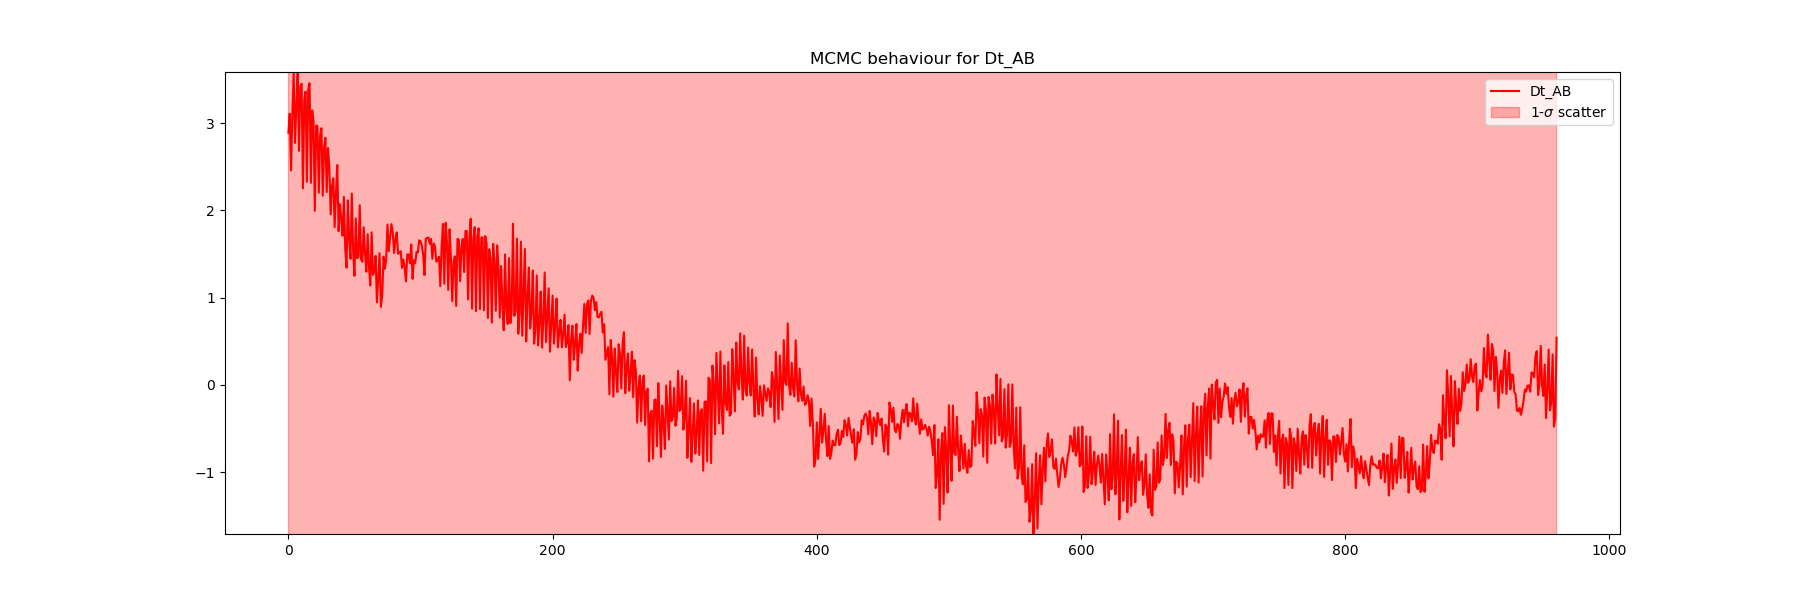 MCMC behaviour for Dt_AB
Dt_AB
1-σ scatter
3
2
1
0
−1
0 200 400 600 800 1000